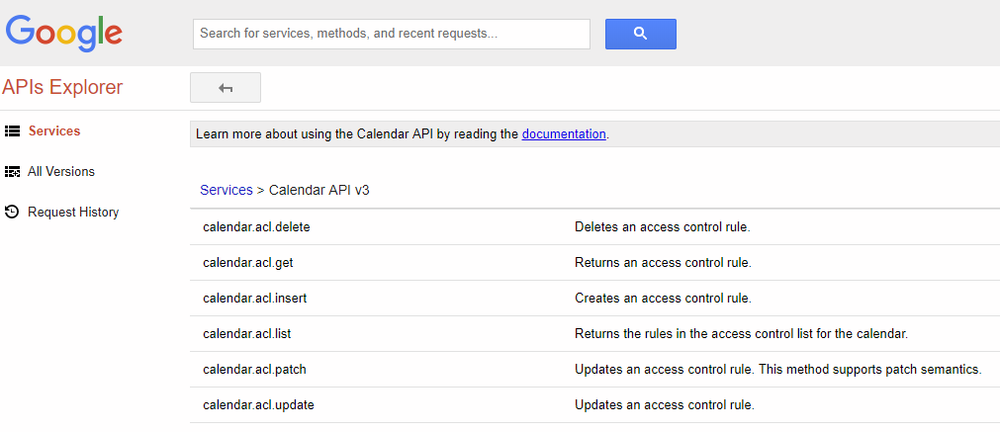 Google
Search for services, methods, and recent requests...
APIs Explorer
Services
Learn more about using the Calendar API by reading the documentation.
All Versions
Services > Calendar API v3
Request History
calendar.acl.delete Deletes an access control rule.
calendar.acl.get Returns an access control rule.
calendar.acl.insert Creates an access control rule.
calendar.acl.list Returns the rules in the access control list for the calendar.
calendar.acl.patch Updates an access control rule. This method supports patch semantics.
calendar.acl.update Updates an access control rule.